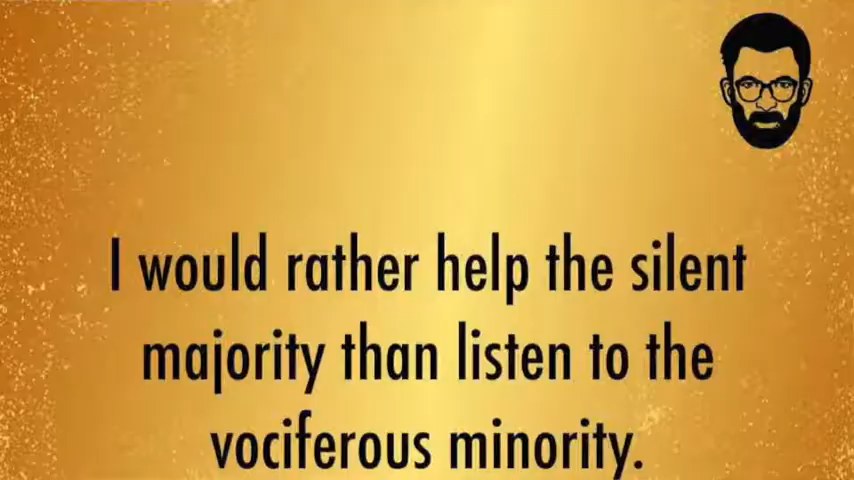 I would rather help the silent
majority than listen to the
vociferous minority.